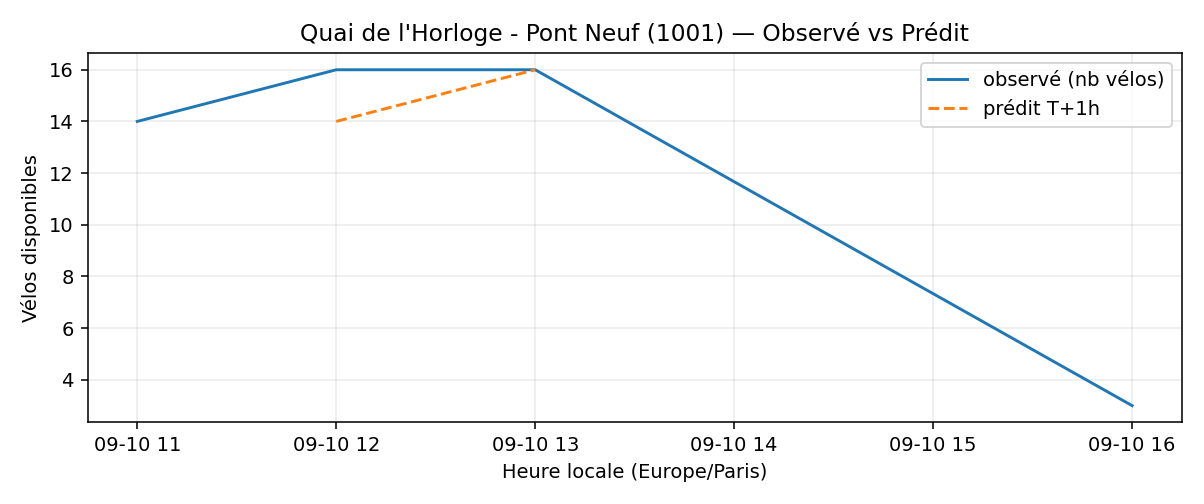 Quai de l'Horloge - Pont Neuf (1001) — Observé vs Prédit
observé (nb vélos)
prédit T+1h
Vélos disponibles
16
14
12
10
8
6
4
09-10 11
09-10 12
09-10 13
09-10 14
09-10 15
09-10 16
Heure locale (Europe/Paris)